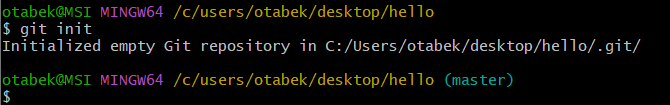 otabek@MSI MINGW64 /c/users/otabek/desktop/hello
$ git init
Initialized empty Git repository in C:/Users/otabek/desktop/hello/.git/
otabek@MSI MINGW64 /c/users/otabek/desktop/hello (master)
$